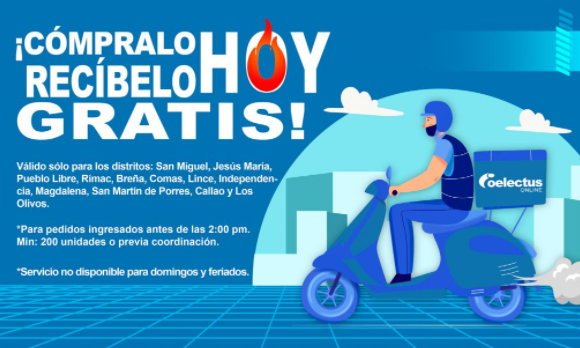 ¡CÓMPRALO HOY
RECÍBELO
GRATIS!
Válido sólo para los distritos: San Miguel, Jesús María,
Pueblo Libre, Rimac, Breña, Comas, Lince, Independen-
cia, Magdalena, San Martín de Porres, Callao y Los
Olivos.
*Para pedidos ingresados antes de las 2:00 pm.
Min: 200 unidades o previa coordinación.
*Servicio no disponible para domingos y feriados.
oelectus
ONLINE